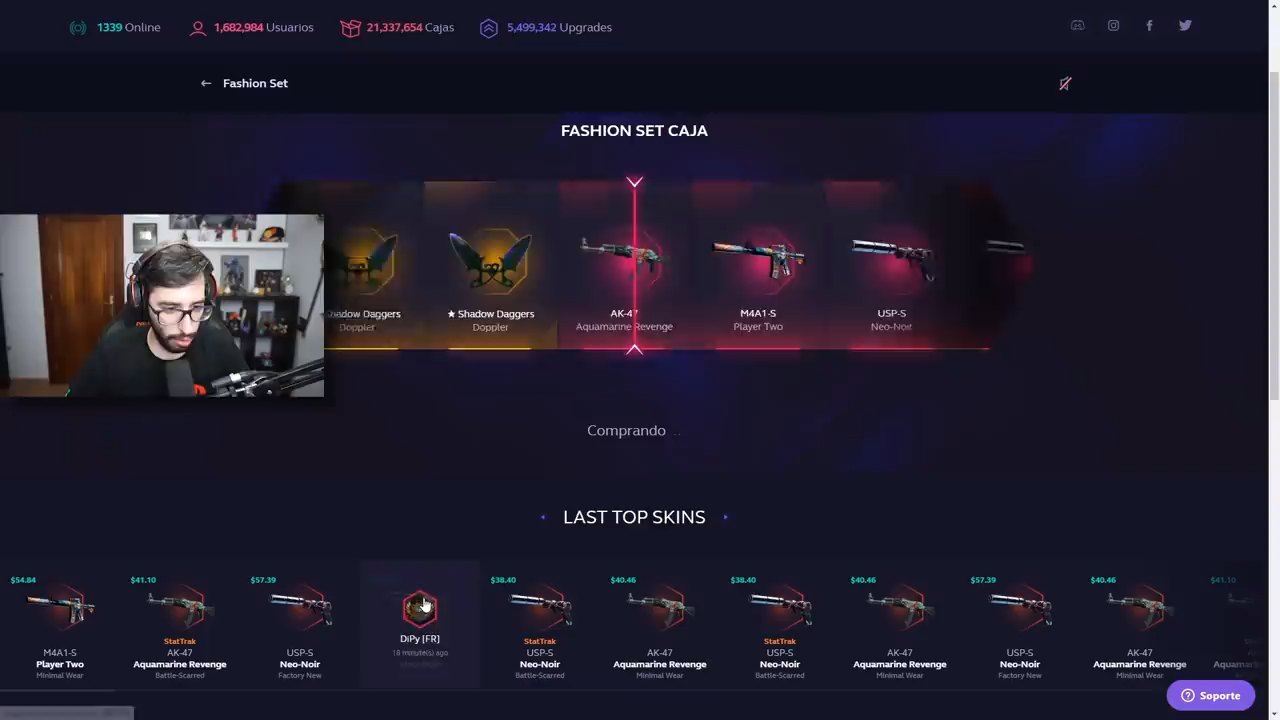 1339 Online
1,682,984 Usuarios
21,337,654 Cajas
5,499,342 Upgrades
← Fashion Set
FASHION SET CAJA
Shadow Daggers
Doppler
★ Shadow Daggers
Doppler
AK-47
Aquamarine Revenge
M4A1-S
Player Two
USP-S
Neo-Noir
Comprando ..
LAST TOP SKINS
$54.84
M4A1-S
Player Two
Minimal Wear
$41.10
StatTrak
AK-47
Aquamarine Revenge
Battle-Scarred
$57.39
USP-S
Neo-Noir
Factory New
DiPy [FR]
18 minute(s) ago
$38.40
StatTrak
USP-S
Neo-Noir
Battle-Scarred
$40.46
AK-47
Aquamarine Revenge
Minimal Wear
$38.40
StatTrak
USP-S
Neo-Noir
Battle-Scarred
$40.46
AK-47
Aquamarine Revenge
Minimal Wear
$57.39
USP-S
Neo-Noir
Factory New
$40.46
AK-47
Aquamarine Revenge
Minimal Wear
$41.10
Soporte